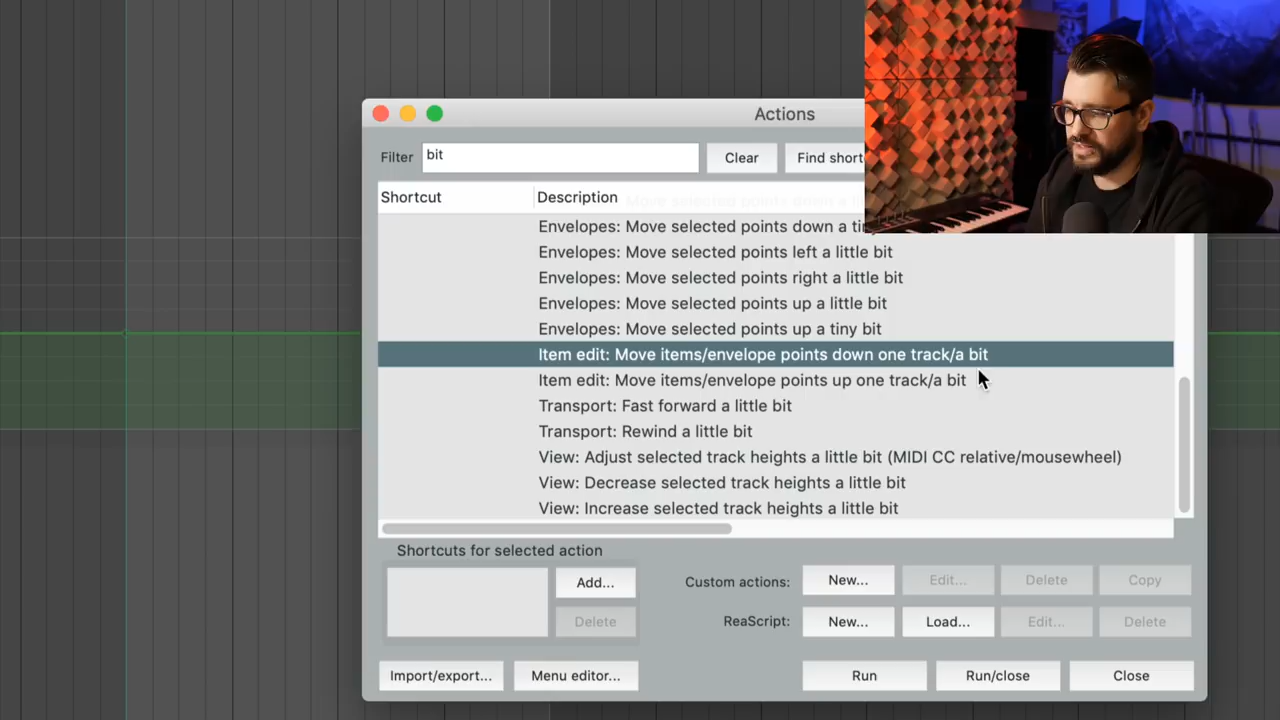 Actions
Filter bit Clear Find short
Shortcut Description
Envelopes: Move selected points down a tiny
Envelopes: Move selected points left a little bit
Envelopes: Move selected points right a little bit
Envelopes: Move selected points up a little bit
Envelopes: Move selected points up a tiny bit
Item edit: Move items/envelope points down one track/a bit
Item edit: Move items/envelope points up one track/a bit
Transport: Fast forward a little bit
Transport: Rewind a little bit
View: Adjust selected track heights a little bit (MIDI CC relative/mousewheel)
View: Decrease selected track heights a little bit
View: Increase selected track heights a little bit
Shortcuts for selected action
Add... Custom actions: New... Edit... Delete Copy
Delete ReaScript: New... Load... Edit... Delete
Import/export... Menu editor... Run Run/close Close